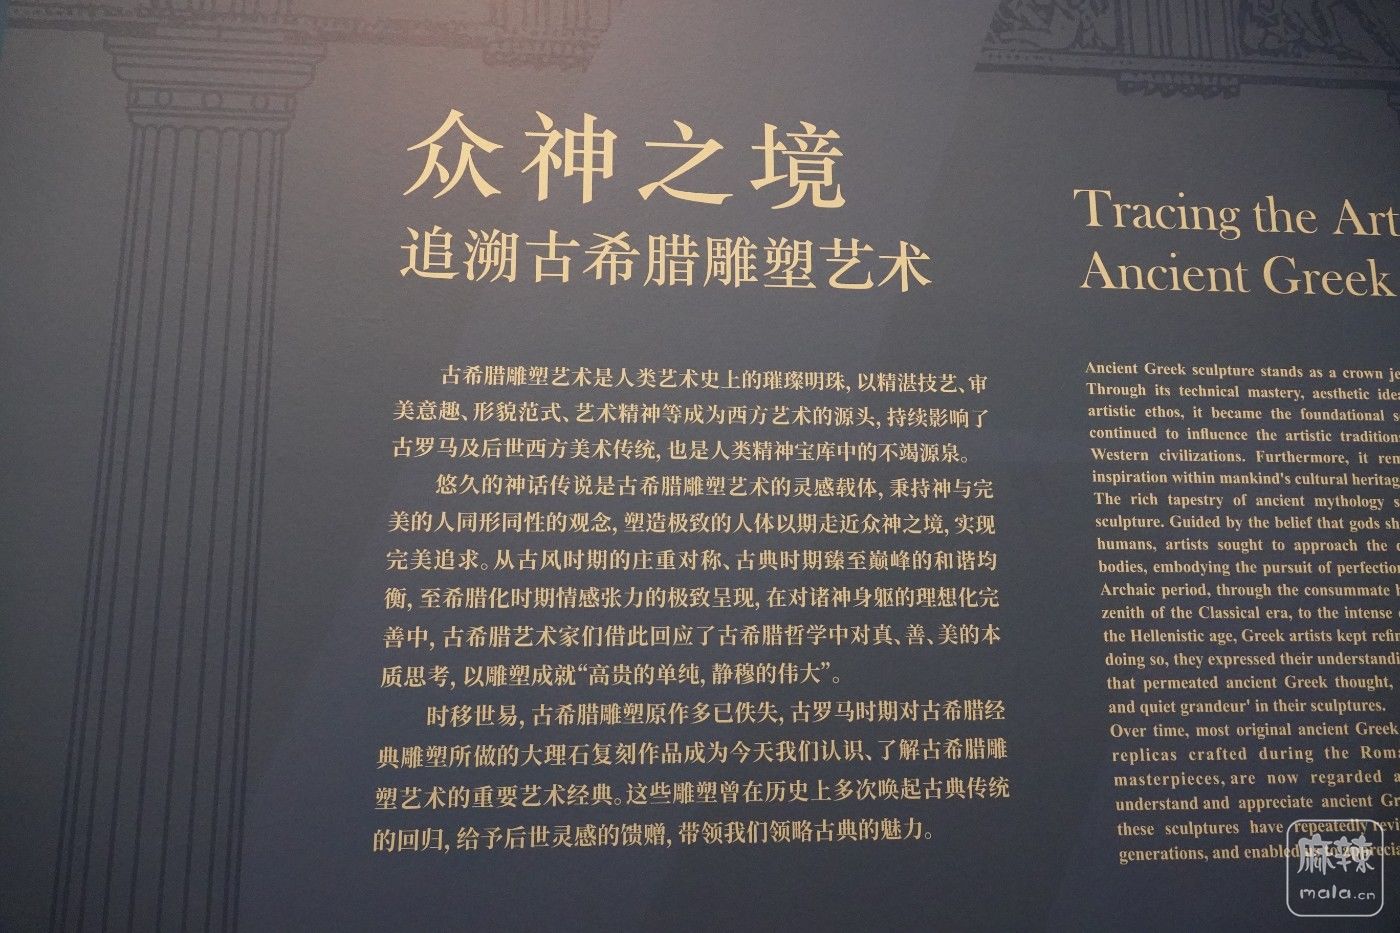 众神之境
追溯古希腊雕塑艺术
古希腊雕塑艺术是人类艺术史上的璀璨明珠，以精湛技艺、审
美意趣、形貌范式、艺术精神等成为西方艺术的源头，持续影响了
古罗马及后世西方美术传统，也是人类精神宝库中的不竭源泉。
悠久的神话传说是古希腊雕塑艺术的灵感载体，秉持神与完
美的人同形同性的观念，塑造极致的人体以期走近众神之境，实现
完美追求。从古风时期的庄重对称、古典时期臻至巅峰的和谐均
衡，至希腊化时期情感张力的极致呈现，在对诸神身躯的理想化完
善中，古希腊艺术家们借此回应了古希腊哲学中对真、善、美的本
质思考，以雕塑成就“高贵的单纯，静穆的伟大”。
时移世易，古希腊雕塑原作多已佚失，古罗马时期对古希腊经
典雕塑所做的大理石复刻作品成为今天我们认识、了解古希腊雕
塑艺术的重要艺术经典。这些雕塑曾在历史上多次唤起古典传统
的回归，给予后世灵感的馈赠，带领我们领略古典的魅力。
Tracing the Art
Ancient Greek
Ancient Greek sculpture stands as a crown
Through its technical mastery, aesthetic
artistic ethos, it became the foundational
continued to influence the artistic
Western civilizations. Furthermore, it
inspiration within mankind's cultural
The rich tapestry of ancient mythology
sculpture. Guided by the belief that gods
humans, artists sought to approach the
bodies, embodying the pursuit of
Archaic period, through the consummate
zenith of the Classical era, to the intense
the Hellenistic age, Greek artists kept
doing so, they expressed their
that permeated ancient Greek thought,
and quiet grandeur' in their sculptures.
Over time, most original ancient Greek
replicas crafted during the
masterpieces, are now regarded
understand and appreciate ancient
these sculptures have repeatedly
generations, and enabled
麻辣
mala.cn